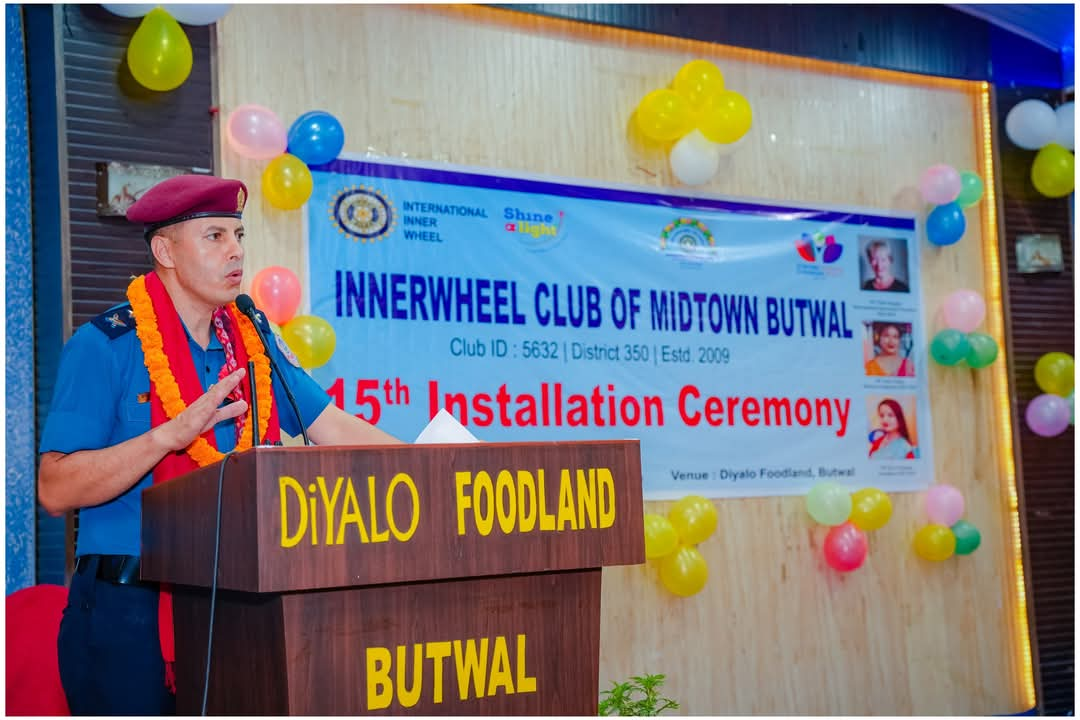 INTERNATIONAL
INNER
WHEEL
Shine
a light
INNERWHEEL CLUB OF MIDTOWN BUTWAL
Club ID : 5632 | District 350 | Estd. 2009
15th Installation Ceremony
Venue : Diyalo Foodland, Butwal
DiYALO FOODLAND
BUTWAL